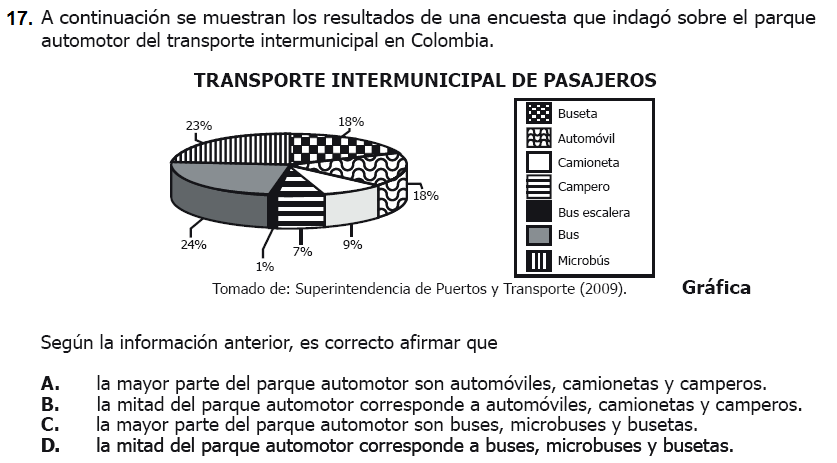 17. A continuación se muestran los resultados de una encuesta que indagó sobre el parque
automotor del transporte intermunicipal en Colombia.
TRANSPORTE INTERMUNICIPAL DE PASAJEROS
23%
18%
18%
24%
1%
7%
9%
Buseta
Automóvil
Camioneta
Campero
Bus escalera
Bus
Microbús
Tomado de: Superintendencia de Puertos y Transporte (2009).
Gráfica
Según la información anterior, es correcto afirmar que
A. la mayor parte del parque automotor son automóviles, camionetas y camperos.
B. la mitad del parque automotor corresponde a automóviles, camionetas y camperos.
C. la mayor parte del parque automotor son buses, microbuses y busetas.
D. la mitad del parque automotor corresponde a buses, microbuses y busetas.